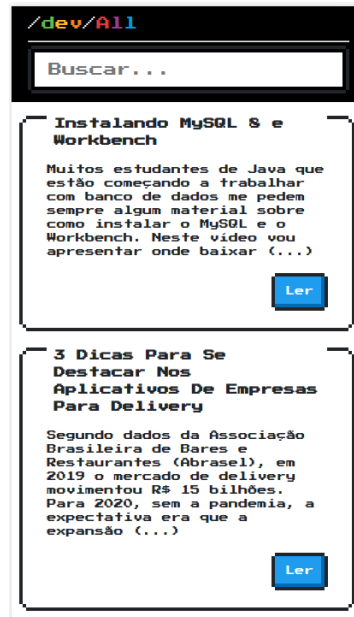 /dev/All
Buscar...
Instalando MySQL 8 e
Workbench
Muitos estudantes de Java que
estão começando a trabalhar
com banco de dados me pedem
sempre algum material sobre
como instalar o MySQL e o
Workbench. Neste vídeo vou
apresentar onde baixar (...)
Ler
3 Dicas Para Se
Destacar Nos
Aplicativos De Empresas
Para Delivery
Segundo dados da Associação
Brasileira de Bares e
Restaurantes (Abrasel), em
2019 o mercado de delivery
movimentou R$ 15 bilhões.
Para 2020, sem a pandemia, a
expectativa era que a
expansão (...)
Ler